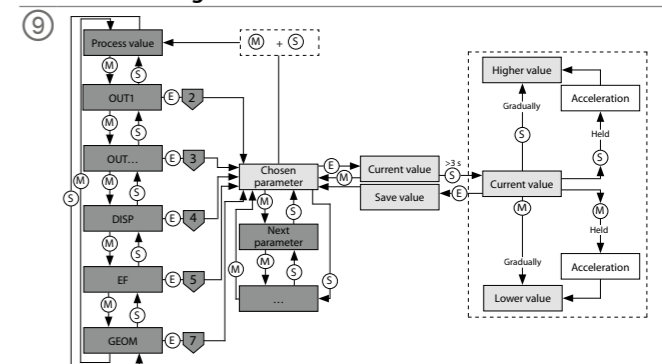 9
Process value
M + S
M S
OUT1 E 2
M S
OUT... E 3
M S
DISP E 4
M S
EF E 5
M S
GEOM E 7
S M
Chosen
parameter
M S
Next
parameter
M S
...
M S
E
M
Current value
Save value
>3 s
S
E
Higher value
Gradually
S
Acceleration
Held
S
Current value
M
M
Held
Gradually
Acceleration
Lower value